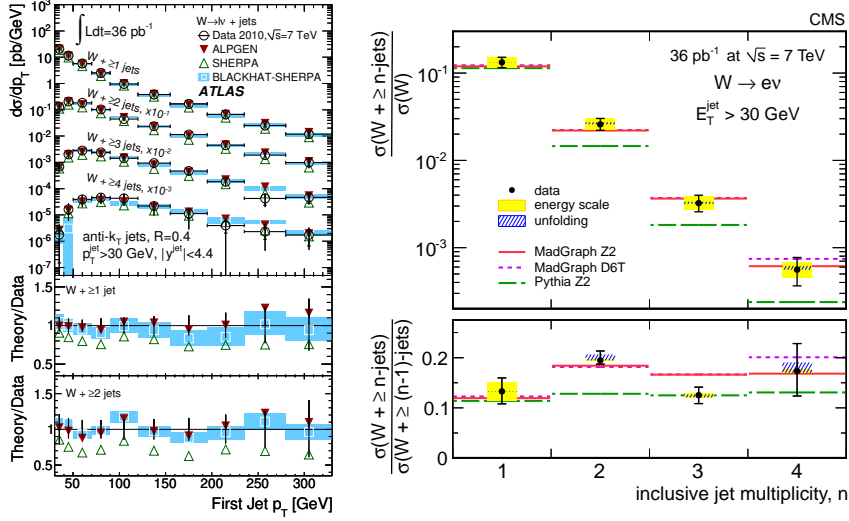 ∫ Ldt=36 pb⁻¹
W→lν + jets
Data 2010, √s=7 TeV
ALPGEN
SHERPA
BLACKHAT-SHERPA
ATLAS
dσ/dp_T [pb/GeV]
10³
10²
10
1
10⁻¹
10⁻²
10⁻³
10⁻⁴
10⁻⁵
10⁻⁶
10⁻⁷
W + ≥1 jets
W + ≥2 jets, x10⁻¹
W + ≥3 jets, x10⁻²
W + ≥4 jets, x10⁻³
anti-k_T jets, R=0.4
p_T^jet>30 GeV, |y^jet|<4.4
Theory/Data
W + ≥1 jet
1.5
1
0.5
Theory/Data
W + ≥2 jets
1.5
1
0.5
50 100 150 200 250 300
First Jet p_T [GeV]
CMS
σ(W + ≥ n-jets)
σ(W)
10⁻¹
10⁻²
10⁻³
36 pb⁻¹ at √s = 7 TeV
W → eν
E_T^jet > 30 GeV
data
energy scale
unfolding
MadGraph Z2
MadGraph D6T
Pythia Z2
σ(W + ≥ n-jets)
σ(W + ≥ (n-1)-jets)
0.2
0.1
0
1 2 3 4
inclusive jet multiplicity, n